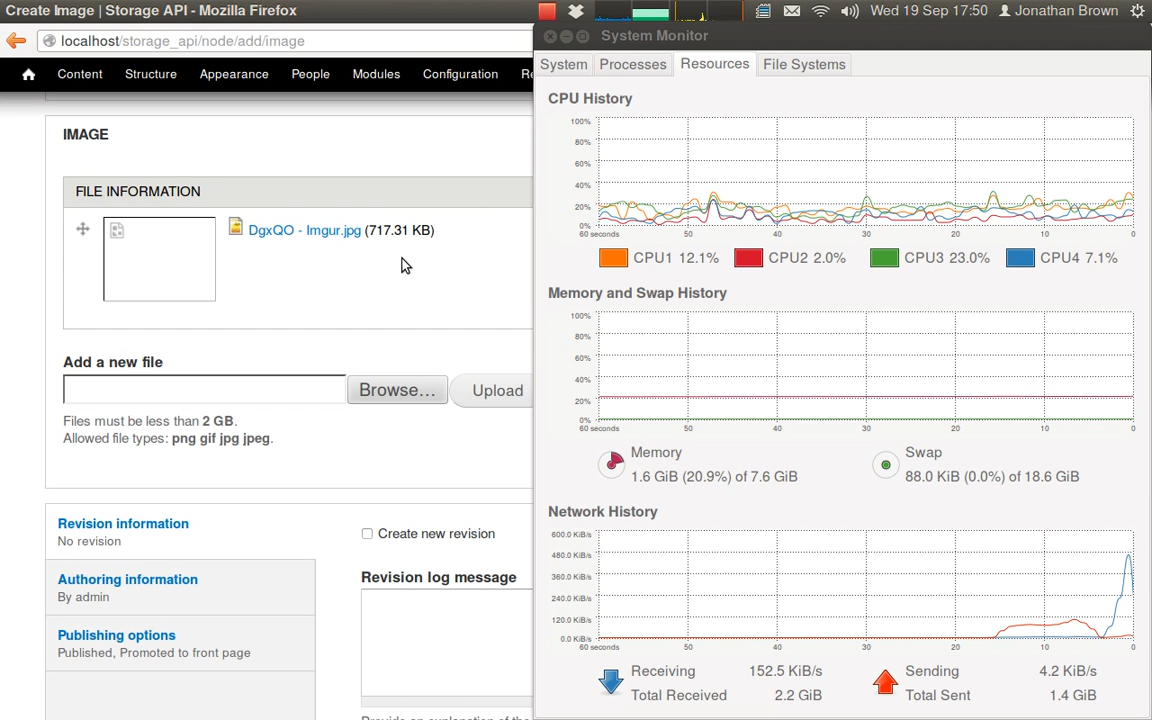 Create Image | Storage API - Mozilla Firefox
Wed 19 Sep 17:50 Jonathan Brown
localhost/storage_api/node/add/image
Content Structure Appearance People Modules Configuration
IMAGE
FILE INFORMATION
DgxQO - Imgur.jpg (717.31 KB)
Add a new file
Browse... Upload
Files must be less than 2 GB.
Allowed file types: png gif jpg jpeg.
Revision information
No revision
Authoring information
By admin
Publishing options
Published, Promoted to front page
Create new revision
Revision log message
System Monitor
System Processes Resources File Systems
CPU History
100%
80%
60%
40%
20%
0%
60 seconds 50 40 30 20 10 0
CPU1 12.1% CPU2 2.0% CPU3 23.0% CPU4 7.1%
Memory and Swap History
100%
80%
60%
40%
20%
0%
60 seconds 50 40 30 20 10 0
Memory
1.6 GiB (20.9%) of 7.6 GiB
Swap
88.0 KiB (0.0%) of 18.6 GiB
Network History
600.0 KiB/s
480.0 KiB/s
360.0 KiB/s
240.0 KiB/s
120.0 KiB/s
0.0 KiB/s
60 seconds 50 40 30 20 10 0
Receiving 152.5 KiB/s
Total Received 2.2 GiB
Sending 4.2 KiB/s
Total Sent 1.4 GiB